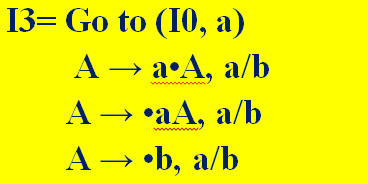 I3= Go to (I0, a)
A → a•A, a/b
A → •aA, a/b
A → •b, a/b